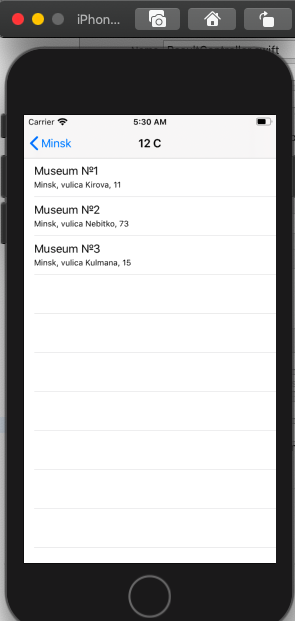 iPhon...
Carrier
5:30 AM
Minsk
12 C
Museum №1
Minsk, vulica Kirova, 11
Museum №2
Minsk, vulica Nebitko, 73
Museum №3
Minsk, vulica Kulmana, 15